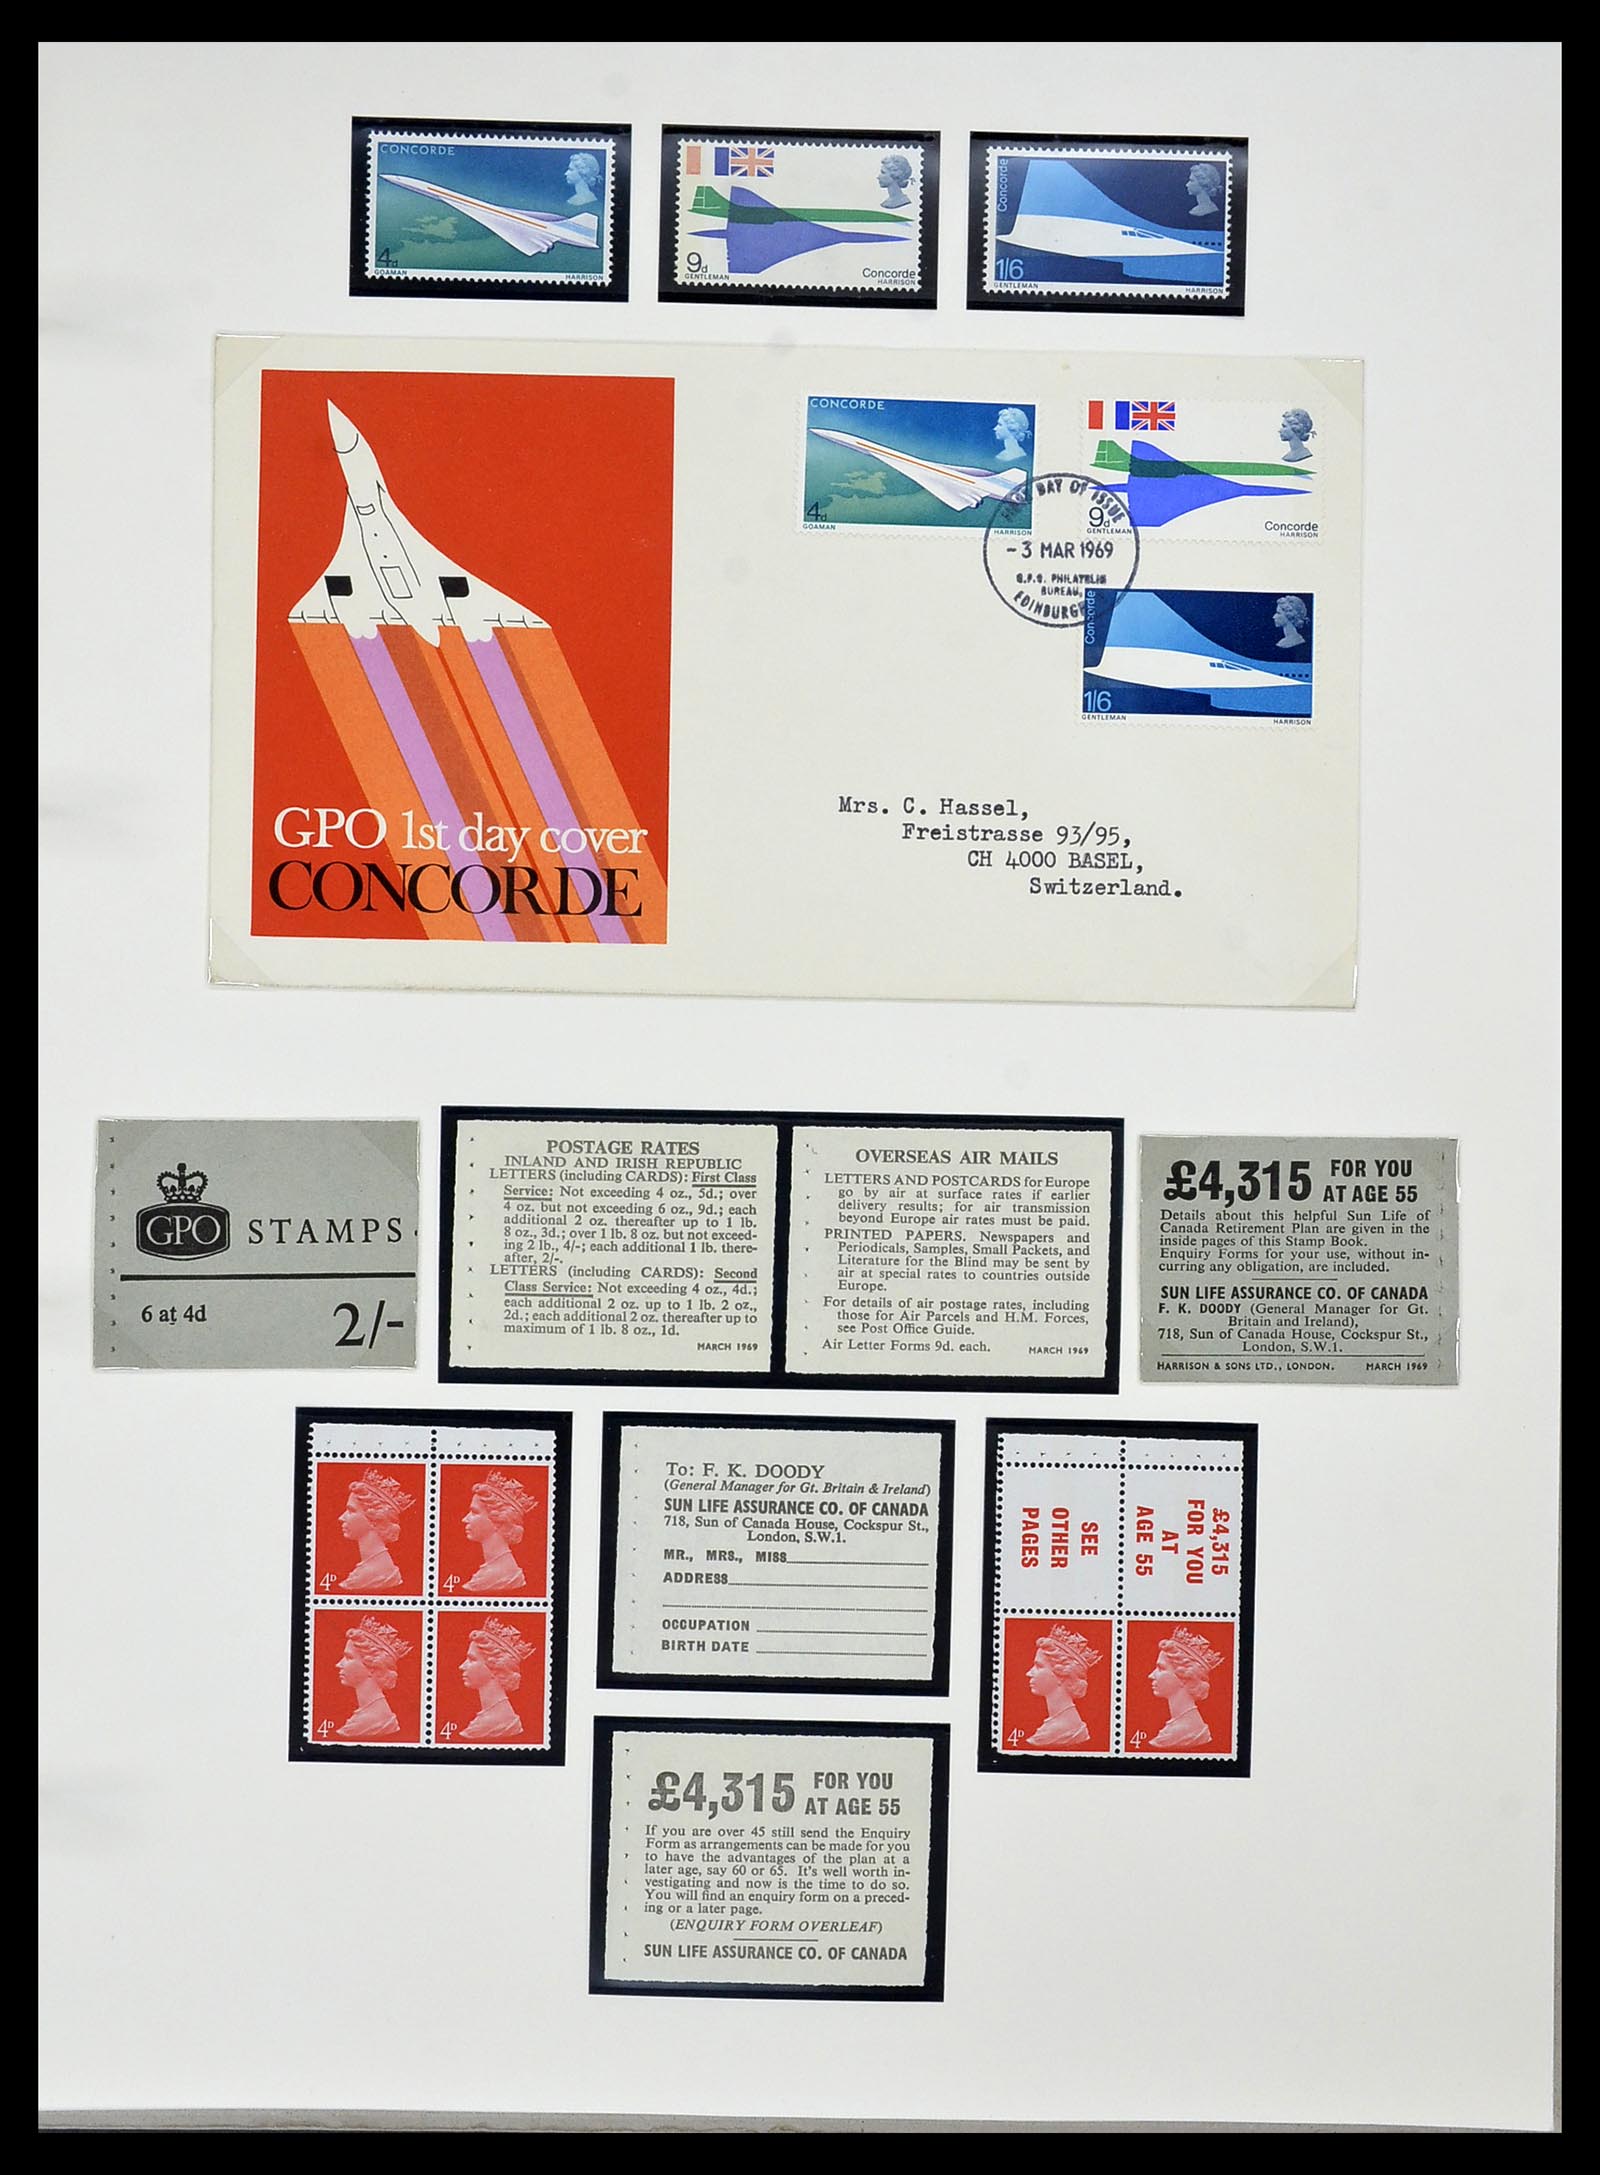 CONCORDE
4d
GOAMAN HARRISON
9d
Concorde
GENTLEMAN HARRISON
Concorde
1/6
GENTLEMAN HARRISON
CONCORDE
4d
GOAMAN HARRISON
9d
Concorde
GENTLEMAN HARRISON
FIRST DAY OF ISSUE
- 3 MAR 1969
G.P.O. PHILATELIC
BUREAU,
EDINBURGH
Concorde
1/6
GENTLEMAN HARRISON
GPO 1st day cover
CONCORDE
Mrs. C. Hassel,
Freistrasse 93/95,
CH 4000 BASEL,
Switzerland.
GPO STAMPS
6 at 4d 2/-
POSTAGE RATES
INLAND AND IRISH REPUBLIC
LETTERS (including CARDS): First Class
Service: Not exceeding 4 oz., 5d.; over
4 oz. but not exceeding 6 oz., 9d.; each
additional 2 oz. thereafter up to 1 lb.
8 oz., 3d.; over 1 lb. 8 oz. but not exceed-
ing 2 lb., 4/-; each additional 1 lb. there-
after, 2/-.
LETTERS (including CARDS): Second
Class Service: Not exceeding 4 oz., 4d.;
each additional 2 oz. up to 1 lb. 2 oz.,
2d.; each additional 2 oz. thereafter up to
maximum of 1 lb. 8 oz., 1d.
MARCH 1969
OVERSEAS AIR MAILS
LETTERS AND POSTCARDS for Europe
go by air at surface rates if earlier
delivery results; for air transmission
beyond Europe air rates must be paid.
PRINTED PAPERS. Newspapers and
Periodicals, Samples, Small Packets, and
Literature for the Blind may be sent by
air at special rates to countries outside
Europe.
For details of air postage rates, including
those for Air Parcels and H.M. Forces,
see Post Office Guide.
Air Letter Forms 9d. each. MARCH 1969
£4,315 FOR YOU
AT AGE 55
Details about this helpful Sun Life of
Canada Retirement Plan are given in the
inside pages of this Stamp Book.
Enquiry Forms for your use, without in-
curring any obligation, are included.
SUN LIFE ASSURANCE CO. OF CANADA
F. K. DOODY (General Manager for Gt.
Britain and Ireland),
718, Sun of Canada House, Cockspur St.,
London, S.W.1.
HARRISON & SONS LTD., LONDON. MARCH 1969
4D 4D
4D 4D
To: F. K. DOODY
(General Manager for Gt. Britain & Ireland)
SUN LIFE ASSURANCE CO. OF CANADA
718, Sun of Canada House, Cockspur St.,
London, S.W.1.
MR., MRS., MISS
ADDRESS
OCCUPATION
BIRTH DATE
£4,315
FOR YOU
AT
AGE 55
SEE
OTHER
PAGES
4D 4D
£4,315 FOR YOU
AT AGE 55
If you are over 45 still send the Enquiry
Form as arrangements can be made for you
to have the advantages of the plan at a
later age, say 60 or 65. It's well worth in-
vestigating and now is the time to do so.
You will find an enquiry form on a preced-
ing or a later page.
(ENQUIRY FORM OVERLEAF)
SUN LIFE ASSURANCE CO. OF CANADA